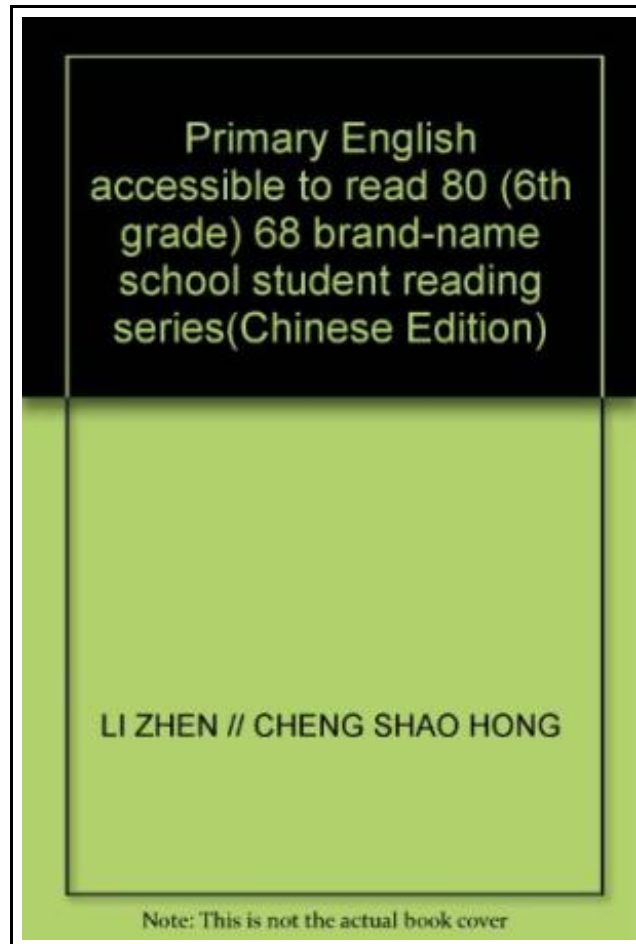 Primary English
accessible to read 80 (6th
grade) 68 brand-name
school student reading
series(Chinese Edition)
LI ZHEN // CHENG SHAO HONG
Note: This is not the actual book cover